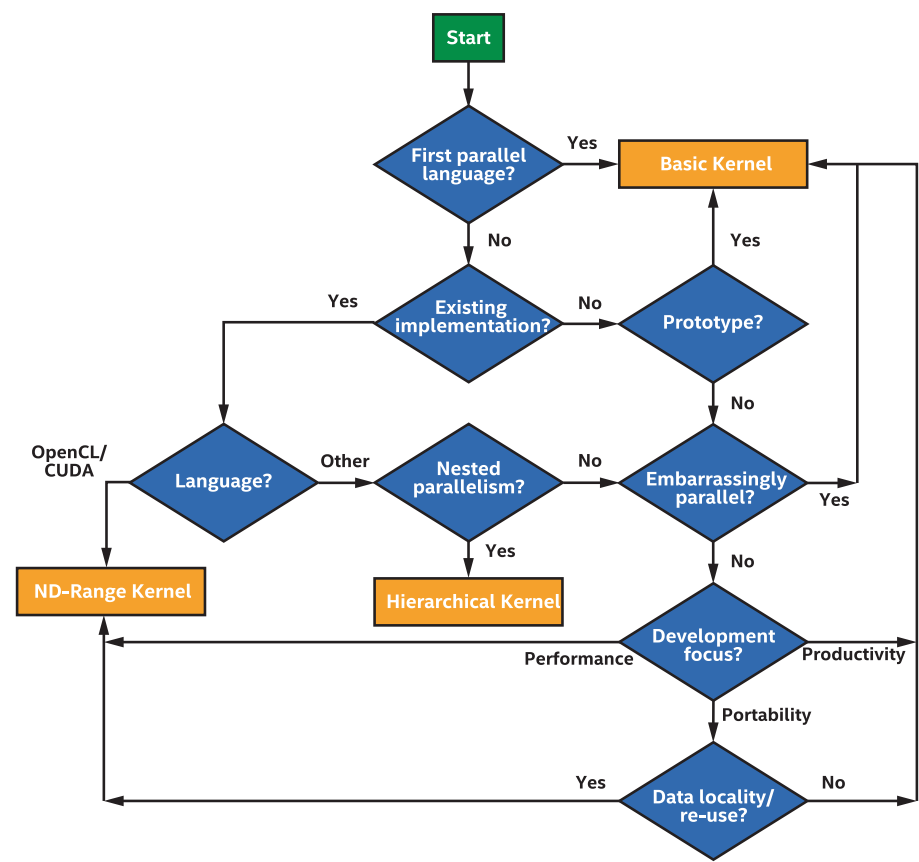 Start
First parallel
language?
Yes
Basic Kernel
No
Yes
Yes
Existing
implementation?
No
Prototype?
No
OpenCL/
CUDA
Language?
Other
Nested
parallelism?
No
Embarrassingly
parallel?
Yes
Yes
No
ND-Range Kernel
Hierarchical Kernel
Performance
Development
focus?
Productivity
Portability
Yes
Data locality/
re-use?
No